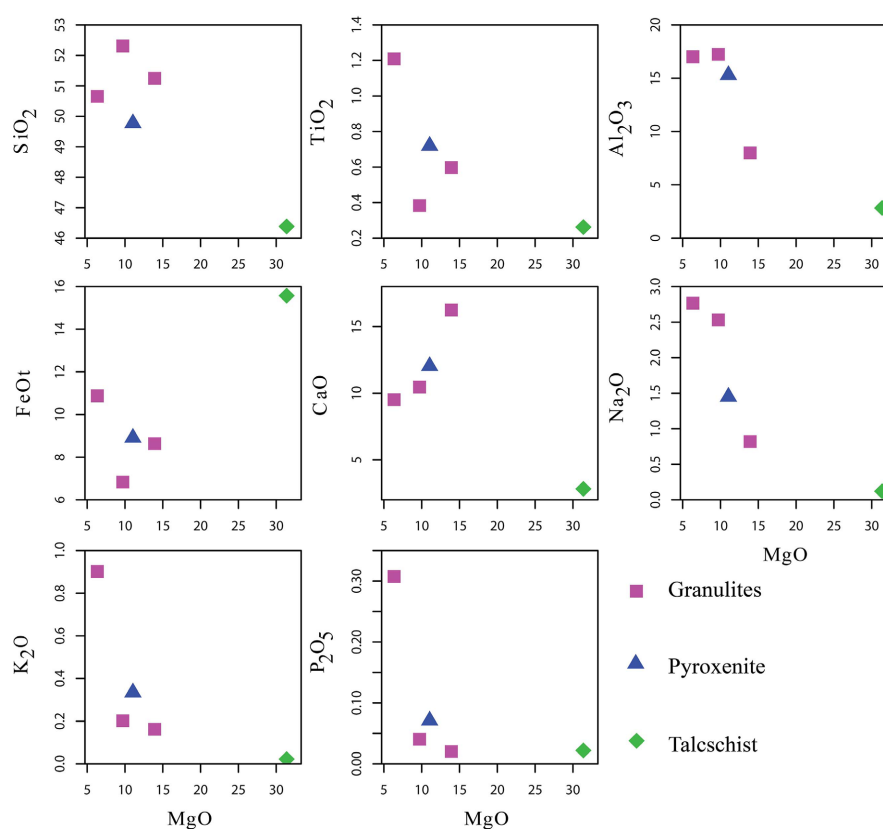 SiO2
53
52
51
50
49
48
47
46
5 10 15 20 25 30
TiO2
1.4
1.2
1.0
0.8
0.6
0.4
0.2
5 10 15 20 25 30
Al2O3
20
15
10
5
0
5 10 15 20 25 30
FeOt
16
14
12
10
8
6
5 10 15 20 25 30
CaO
15
10
5
5 10 15 20 25 30
Na2O
3.0
2.5
2.0
1.5
1.0
0.5
0.0
5 10 15 20 25 30
MgO
K2O
1.0
0.8
0.6
0.4
0.2
0.0
5 10 15 20 25 30
MgO
P2O5
0.30
0.20
0.10
0.00
5 10 15 20 25 30
MgO
Granulites
Pyroxenite
Talcschist